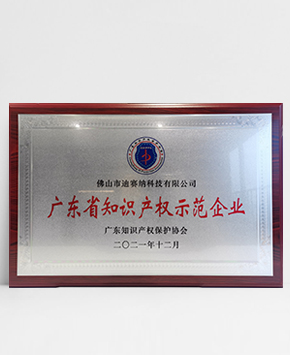 佛山市迪赛纳科技有限公司
广东省知识产权示范企业
广东知识产权保护协会
二〇二一年十二月